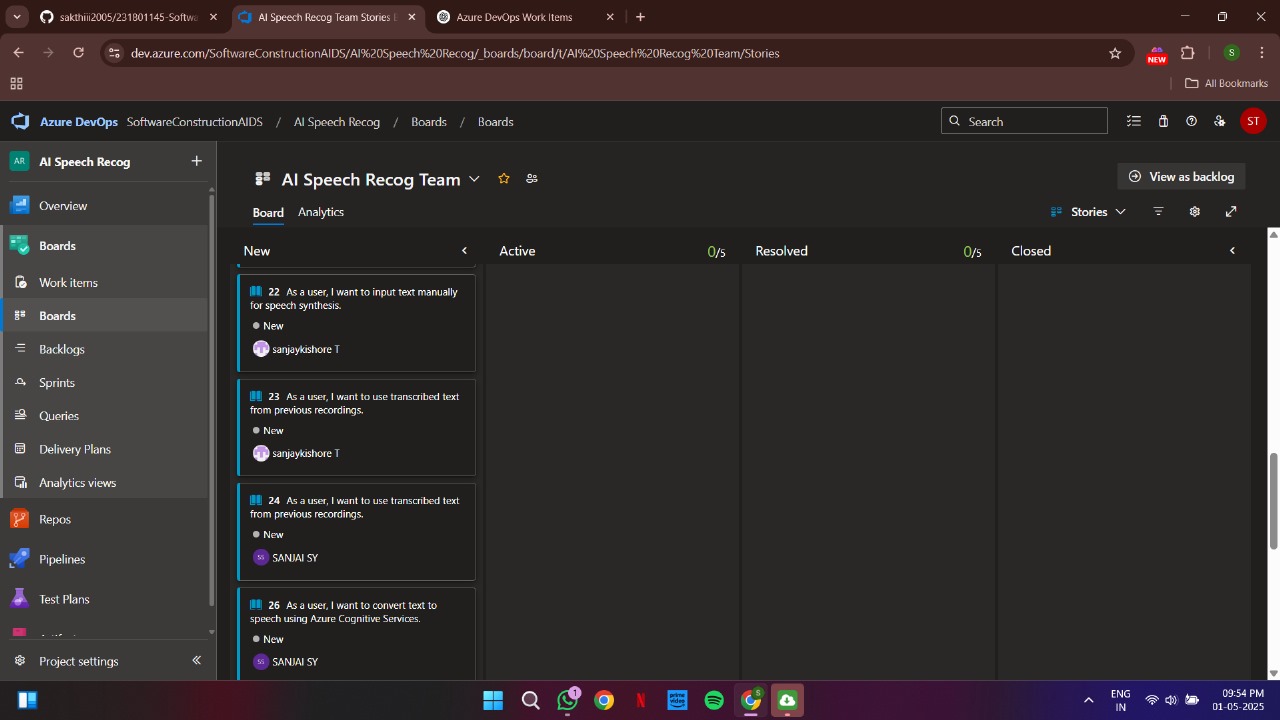 sakthiii2005/231801145-Softwa
AI Speech Recog Team Stories
Azure DevOps Work Items
dev.azure.com/SoftwareConstructionAIDS/AI%20Speech%20Recog/_boards/board/t/AI%20Speech%20Recog%20Team/Stories
NEW
S
All Bookmarks
Azure DevOps SoftwareConstructionAIDS / AI Speech Recog / Boards / Boards
Search
ST
AR AI Speech Recog
AI Speech Recog Team
View as backlog
Overview
Board Analytics
Stories
Boards
New
Active 0/5
Resolved 0/5
Closed
Work items
Boards
Backlogs
Sprints
Queries
Delivery Plans
Analytics views
Repos
Pipelines
Test Plans
Project settings
22 As a user, I want to input text manually
for speech synthesis.
New
sanjaykishore T
23 As a user, I want to use transcribed text
from previous recordings.
New
sanjaykishore T
24 As a user, I want to use transcribed text
from previous recordings.
New
SS SANJAI SY
26 As a user, I want to convert text to
speech using Azure Cognitive Services.
New
SS SANJAI SY
1
S
prime video
ENG
IN
09:54 PM
01-05-2025